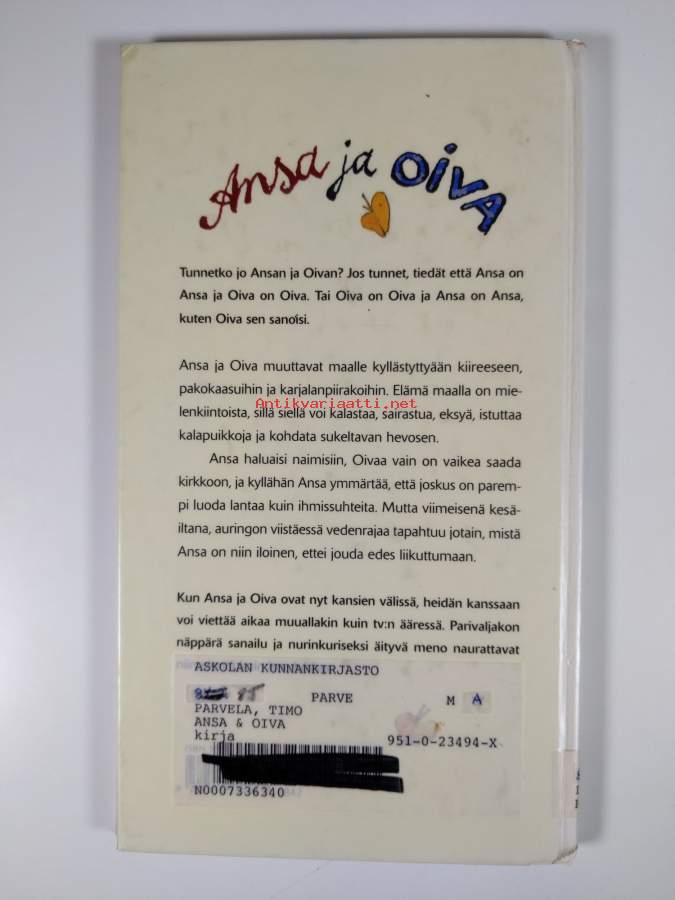 Ansa ja OiVA
Tunnetko jo Ansan ja Oivan? Jos tunnet, tiedät että Ansa on
Ansa ja Oiva on Oiva. Tai Oiva on Oiva ja Ansa on Ansa,
kuten Oiva sen sanoisi.
Ansa ja Oiva muuttavat maalle kyllästyttyään kiireeseen,
pakokaasuihin ja karjalanpiirakoihin. Elämä maalla on mie-
Antikvariaatti.net
lenkiintoista, sillä siellä voi kalastaa, sairastua, eksyä, istuttaa
kalapuikkoja ja kohdata sukeltavan hevosen.
Ansa haluaisi naimisiin, Oivaa vain on vaikea saada
kirkkoon, ja kyllähän Ansa ymmärtää, että joskus on parem-
pi luoda lantaa kuin ihmissuhteita. Mutta viimeisenä kesä-
iltana, auringon viistäessä vedenrajaa tapahtuu jotain, mistä
Ansa on niin iloinen, ettei jouda edes liikuttumaan.
Kun Ansa ja Oiva ovat nyt kansien välissä, heidän kanssaan
voi viettää aikaa muuallakin kuin tv:n ääressä. Parivaljakon
näppärä sanailu ja nurinkuriseksi äityvä meno naurattavat
ASKOLAN KUNNANKIRJASTO
85 PARVE M A
PARVELA, TIMO
ANSA & OIVA
kirja 951-0-23494-X
N0007336340